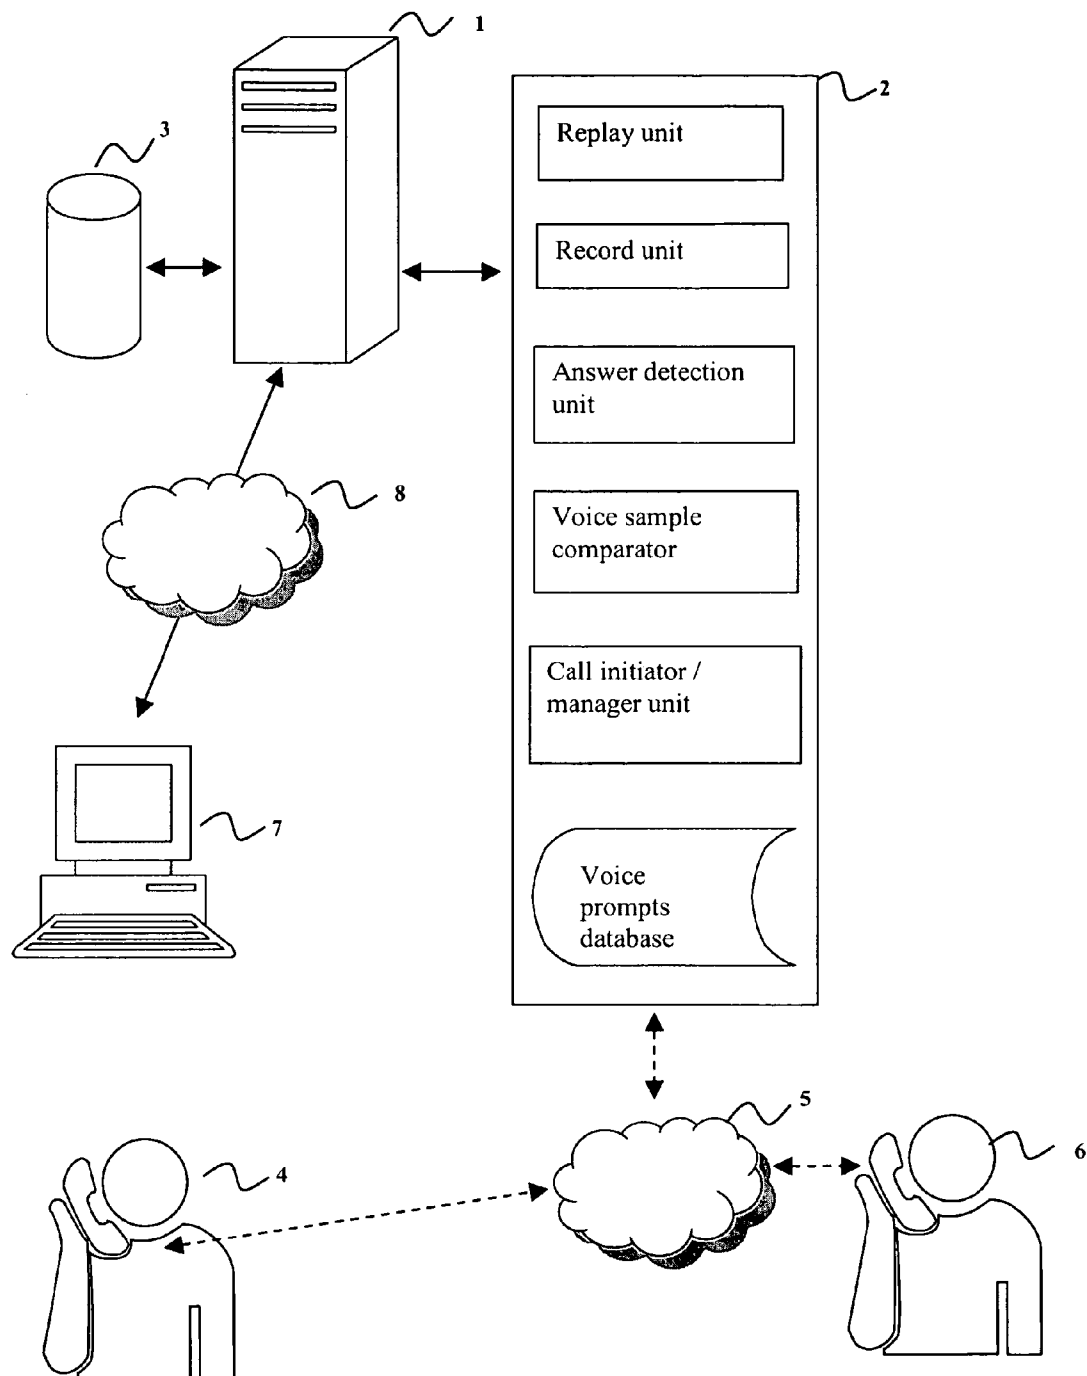 1
2
3
Replay unit
Record unit
Answer detection
unit
8
Voice sample
comparator
Call initiator /
manager unit
7
Voice
prompts
database
5
4
6